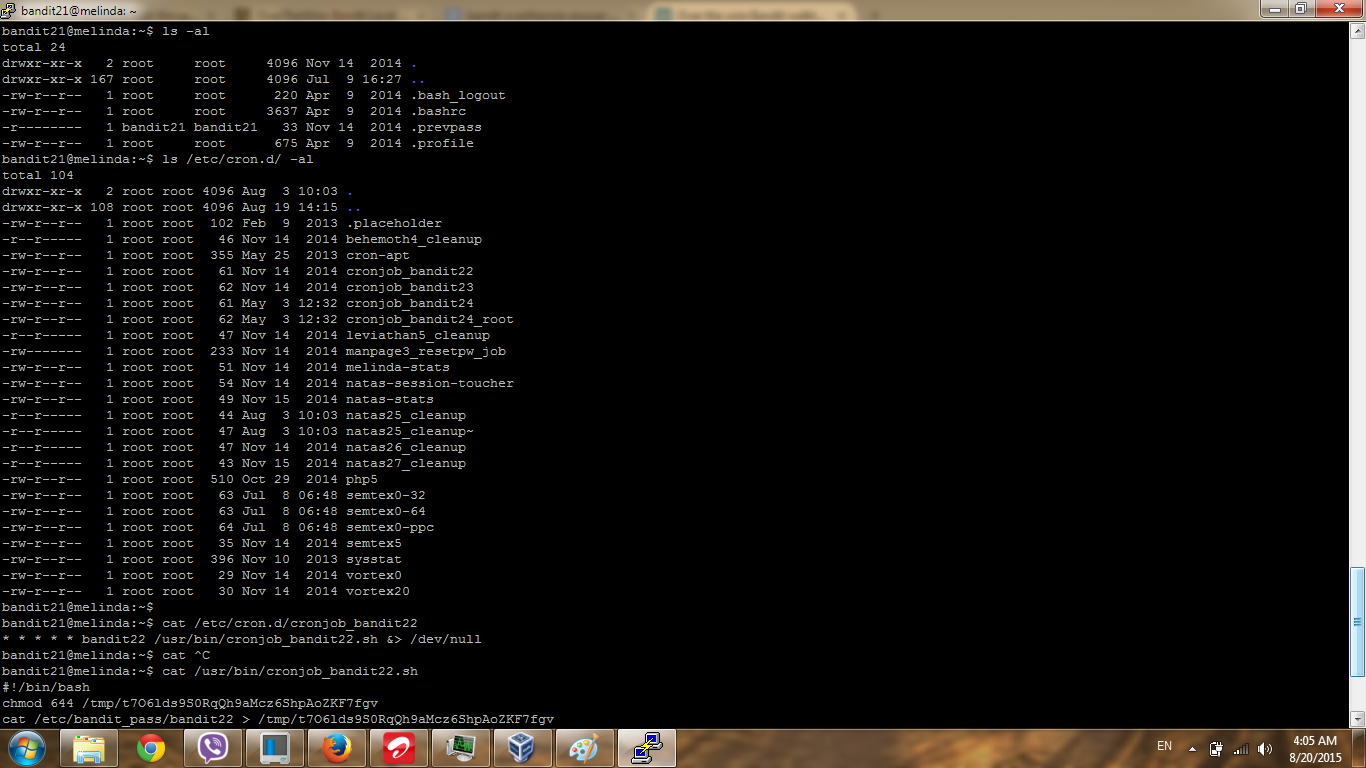 bandit21@melinda: ~
bandit21@melinda:~$ ls -al
total 24
drwxr-xr-x   2 root     root     4096 Nov 14  2014 .
drwxr-xr-x 167 root     root     4096 Jul  9 16:27 ..
-rw-r--r--   1 root     root      220 Apr  9  2014 .bash_logout
-rw-r--r--   1 root     root     3637 Apr  9  2014 .bashrc
-r--------   1 bandit21 bandit21   33 Nov 14  2014 .prevpass
-rw-r--r--   1 root     root      675 Apr  9  2014 .profile
bandit21@melinda:~$ ls /etc/cron.d/ -al
total 104
drwxr-xr-x   2 root root 4096 Aug  3 10:03 .
drwxr-xr-x 108 root root 4096 Aug 19 14:15 ..
-rw-r--r--   1 root root  102 Feb  9  2013 .placeholder
-r--r-----   1 root root   46 Nov 14  2014 behemoth4_cleanup
-rw-r--r--   1 root root  355 May 25  2013 cron-apt
-rw-r--r--   1 root root   61 Nov 14  2014 cronjob_bandit22
-rw-r--r--   1 root root   62 Nov 14  2014 cronjob_bandit23
-rw-r--r--   1 root root   61 May  3 12:32 cronjob_bandit24
-rw-r--r--   1 root root   62 May  3 12:32 cronjob_bandit24_root
-r--r-----   1 root root   47 Nov 14  2014 leviathan5_cleanup
-rw-------   1 root root  233 Nov 14  2014 manpage3_resetpw_job
-rw-r--r--   1 root root   51 Nov 14  2014 melinda-stats
-rw-r--r--   1 root root   54 Nov 14  2014 natas-session-toucher
-rw-r--r--   1 root root   49 Nov 15  2014 natas-stats
-r--r-----   1 root root   44 Aug  3 10:03 natas25_cleanup
-r--r-----   1 root root   47 Aug  3 10:03 natas25_cleanup~
-r--r-----   1 root root   47 Nov 14  2014 natas26_cleanup
-r--r-----   1 root root   43 Nov 15  2014 natas27_cleanup
-rw-r--r--   1 root root  510 Oct 29  2014 php5
-rw-r--r--   1 root root   63 Jul  8 06:48 semtex0-32
-rw-r--r--   1 root root   63 Jul  8 06:48 semtex0-64
-rw-r--r--   1 root root   64 Jul  8 06:48 semtex0-ppc
-rw-r--r--   1 root root   35 Nov 14  2014 semtex5
-rw-r--r--   1 root root  396 Nov 10  2013 sysstat
-rw-r--r--   1 root root   29 Nov 14  2014 vortex0
-rw-r--r--   1 root root   30 Nov 14  2014 vortex20
bandit21@melinda:~$
bandit21@melinda:~$ cat /etc/cron.d/cronjob_bandit22
* * * * * bandit22 /usr/bin/cronjob_bandit22.sh &> /dev/null
bandit21@melinda:~$ cat ^C
bandit21@melinda:~$ cat /usr/bin/cronjob_bandit22.sh
#!/bin/bash
chmod 644 /tmp/t7O6lds9S0RqQh9aMcz6ShpAoZKF7fgv
cat /etc/bandit_pass/bandit22 > /tmp/t7O6lds9S0RqQh9aMcz6ShpAoZKF7fgv
EN
4:05 AM
8/20/2015